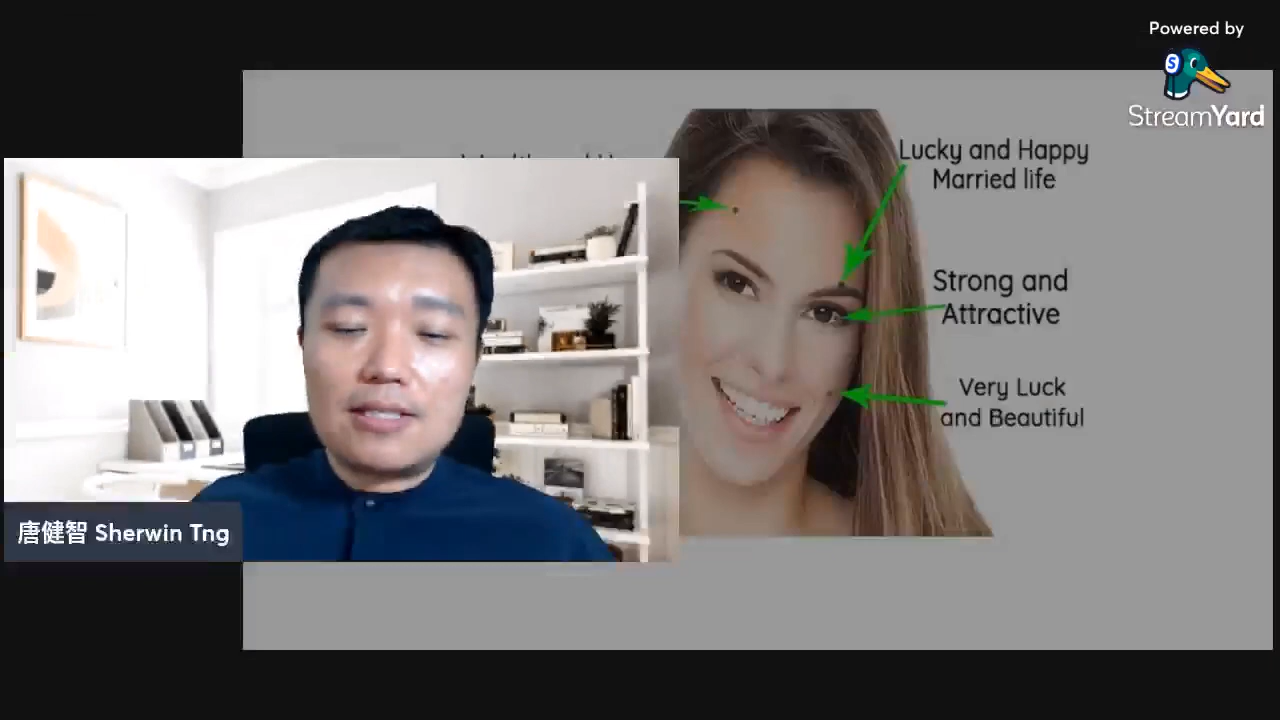 Powered by
StreamYard
Lucky and Happy
Married life
Strong and
Attractive
Very Luck
and Beautiful
唐健智 Sherwin Tng